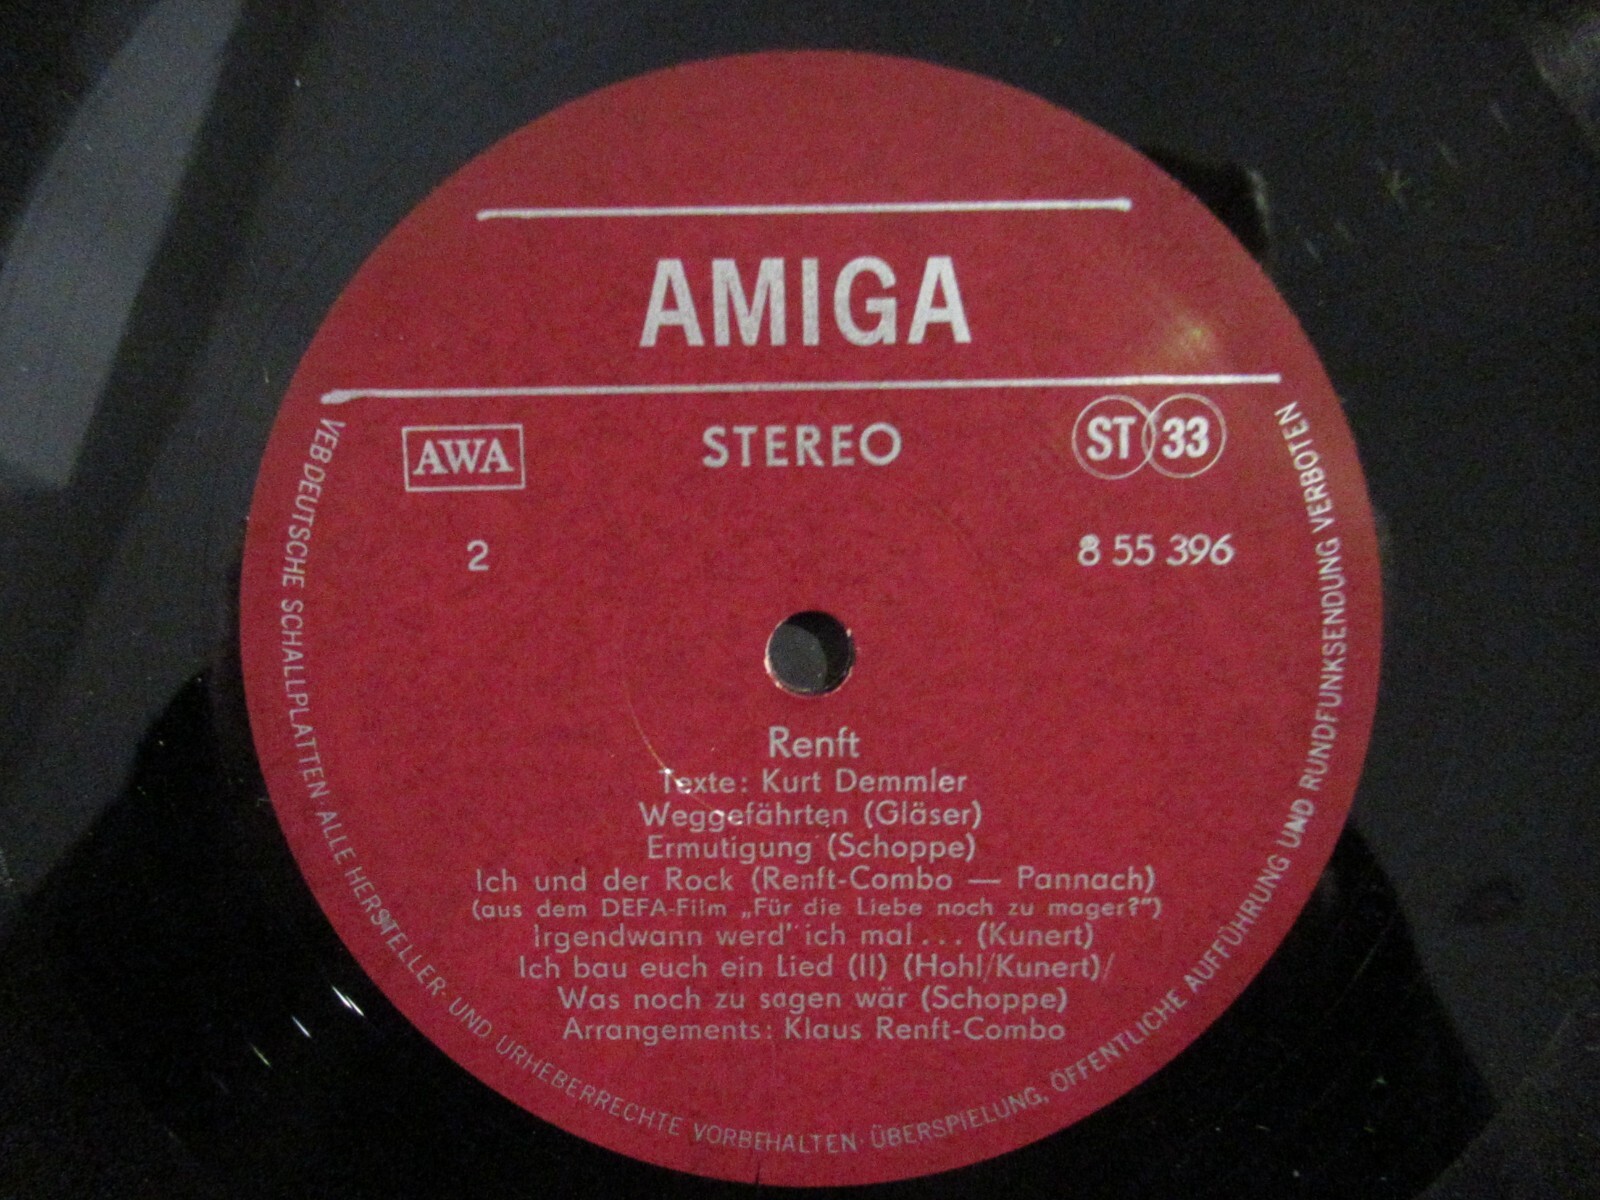 AMIGA
AWA
STEREO
ST 33
2
8 55 396
Renft
Texte: Kurt Demmler
Weggefährten (Gläser)
Ermutigung (Schoppe)
Ich und der Rock (Renft-Combo — Pannach)
(aus dem DEFA-Film „Für die Liebe noch zu mager?“)
Irgendwann werd' ich mal... (Kunert)
Ich bau euch ein Lied (II) (Hohl/Kunert)/
Was noch zu sagen wär (Schoppe)
Arrangements: Klaus Renft-Combo
VEB DEUTSCHE SCHALLPLATTEN · ALLE HERSTELLER- UND URHEBERRECHTE VORBEHALTEN · ÜBERSPIELUNG, ÖFFENTLICHE AUFFÜHRUNG UND RUNDFUNKSENDUNG VERBOTEN